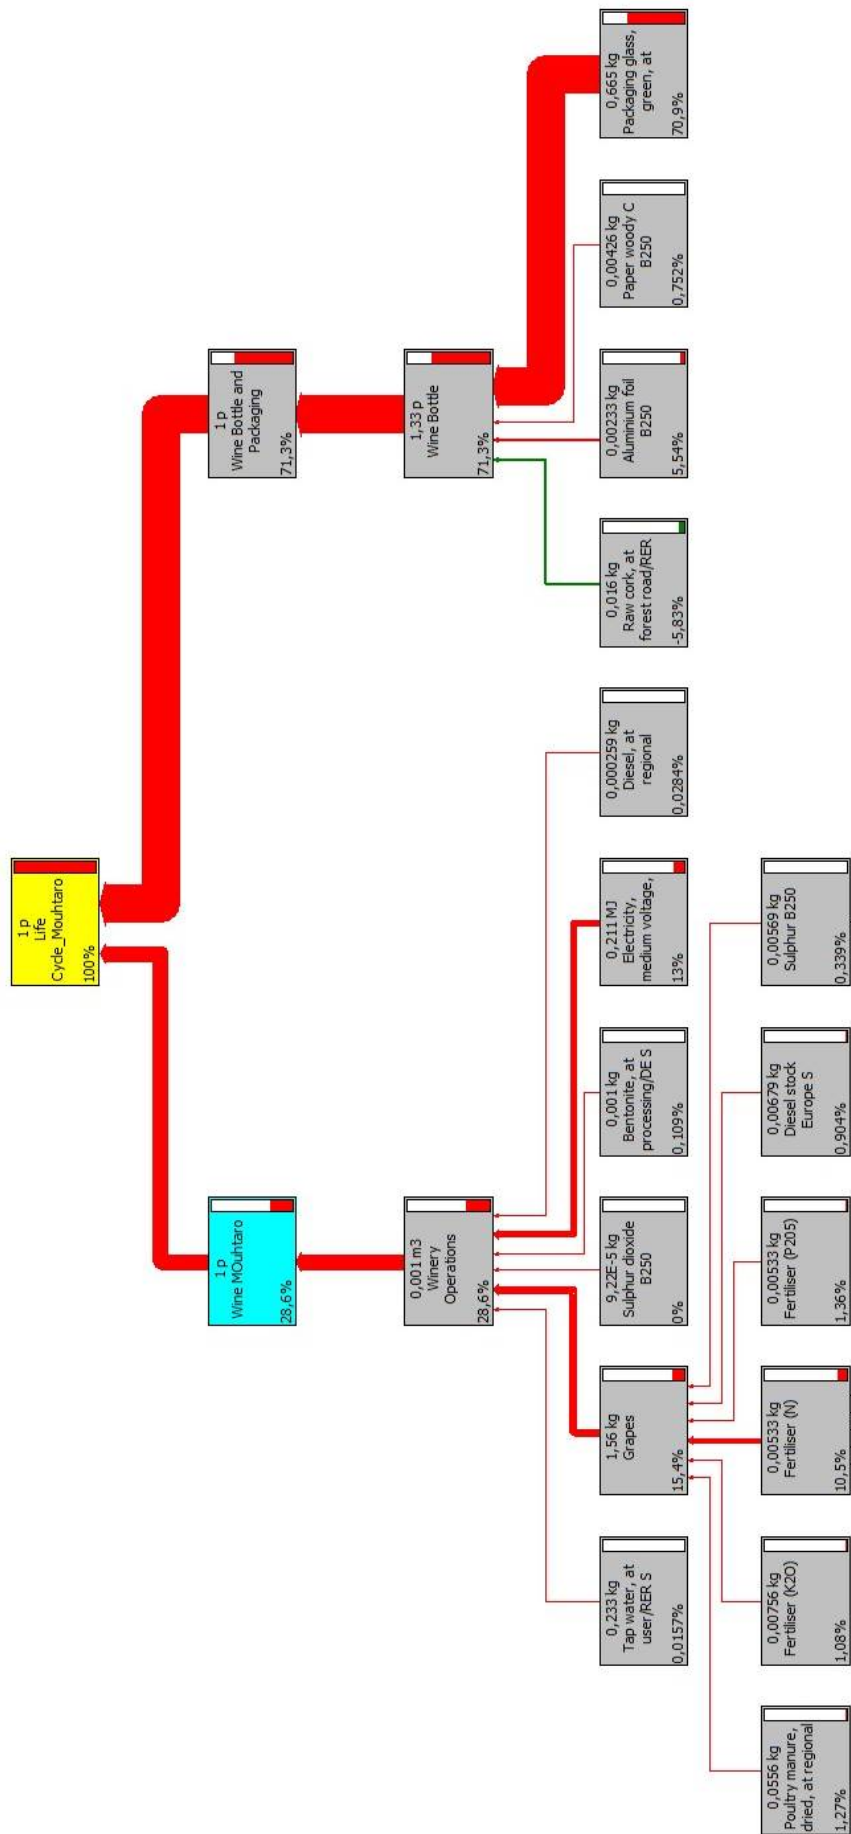 1 p
Life
Cycle_Mouhtaro
100%
1 p
Wine MOuhtaro
28,6%
1 p
Wine Bottle and
Packaging
71,3%
0,001 m3
Winery
Operations
28,6%
1,33 p
Wine Bottle
71,3%
0,233 kg
Tap water, at
user/RER S
0,0157%
1,56 kg
Grapes
15,4%
9,22E-5 kg
Sulphur dioxide
B250
0%
0,001 kg
Bentonite, at
processing/DE S
0,109%
0,211 MJ
Electricity,
medium voltage,
13%
0,000259 kg
Diesel, at
regional
0,0284%
0,016 kg
Raw cork, at
forest road/RER
-5,83%
0,00233 kg
Aluminium foil
B250
5,54%
0,00426 kg
Paper woody C
B250
0,752%
0,665 kg
Packaging glass,
green, at
70,9%
0,0556 kg
Poultry manure,
dried, at regional
1,27%
0,00756 kg
Fertiliser (K2O)
1,08%
0,00533 kg
Fertiliser (N)
10,5%
0,00533 kg
Fertiliser (P205)
1,36%
0,00679 kg
Diesel stock
Europe S
0,904%
0,00569 kg
Sulphur B250
0,339%